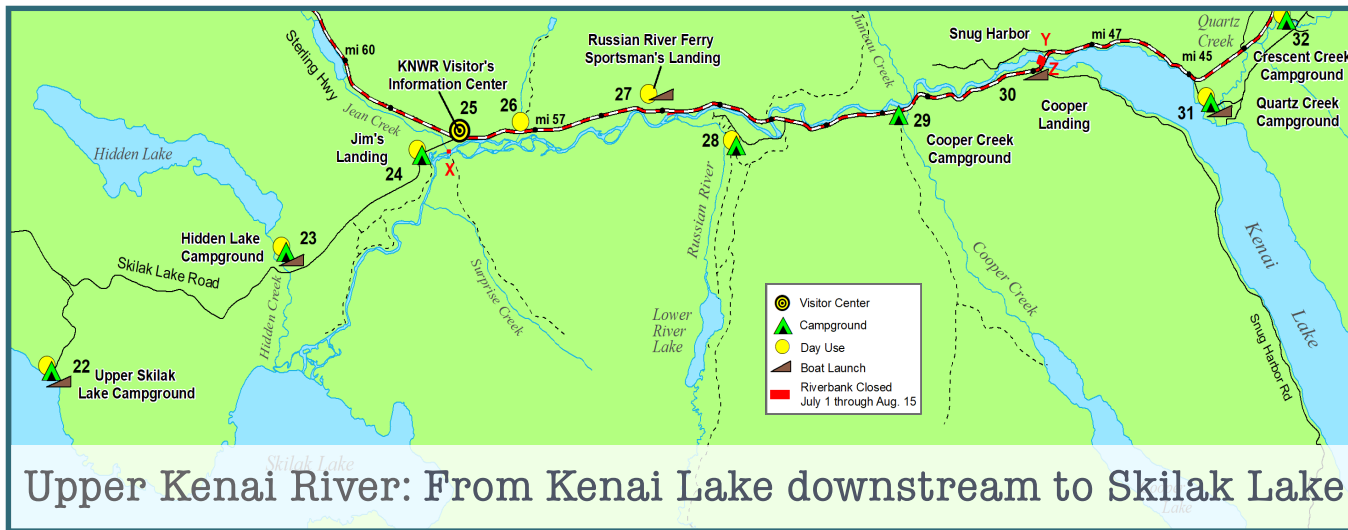 Snug Harbor
Y
mi 47
Quartz
Creek
32
Crescent Creek
Campground
mi 45
Z
Juneau Creek
Russian River Ferry
Sportsman's Landing
mi 60
Sterling Hwy
KNWR Visitor's
Information Center
25
26
27
mi 57
30
Cooper
Landing
31
Quartz Creek
Campground
29
Cooper Creek
Campground
28
Jean Creek
Jim's
Landing
24
X
Hidden Lake
Russian River
Hidden Lake
Campground
23
Skilak Lake Road
Surprise Creek
Cooper Creek
Kenai
Lake
Hidden Creek
Lower
River
Lake
Visitor Center
Campground
Day Use
Boat Launch
Riverbank Closed
July 1 through Aug. 15
Snug Harbor Rd
22
Upper Skilak
Lake Campground
Skilak Lake
Lake
Upper Kenai River: From Kenai Lake downstream to Skilak Lake